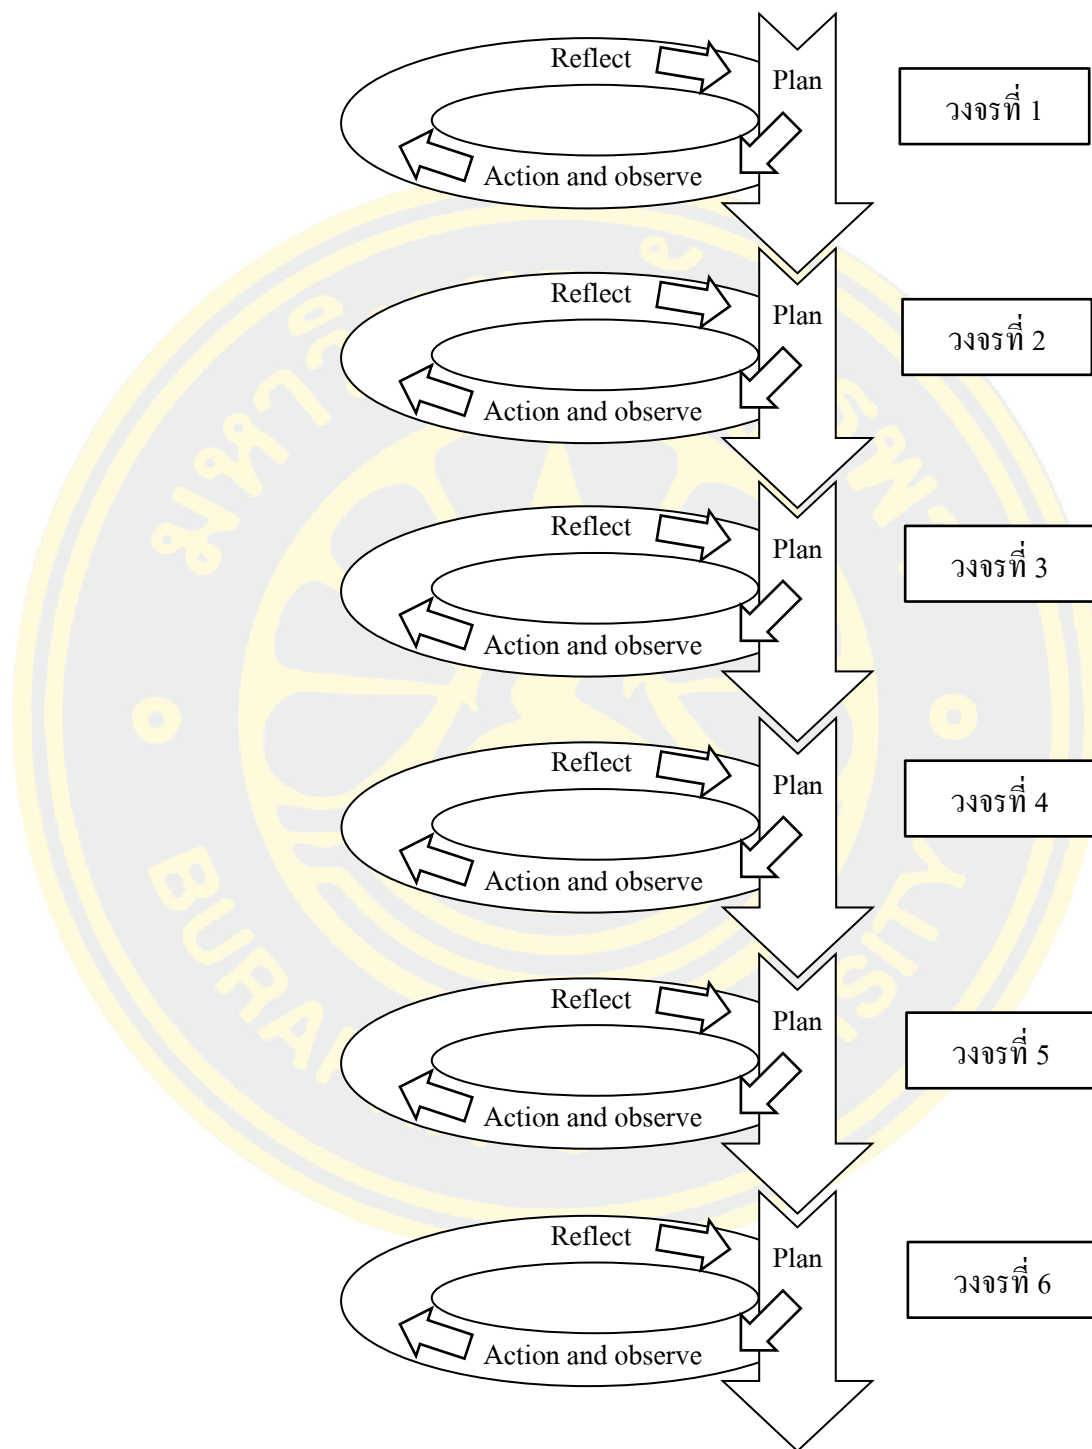 Reflect
Plan
วงจรที่ 1
Action and observe
Reflect
Plan
วงจรที่ 2
Action and observe
Reflect
Plan
วงจรที่ 3
Action and observe
Reflect
Plan
วงจรที่ 4
Action and observe
Reflect
Plan
วงจรที่ 5
Action and observe
Reflect
Plan
วงจรที่ 6
Action and observe